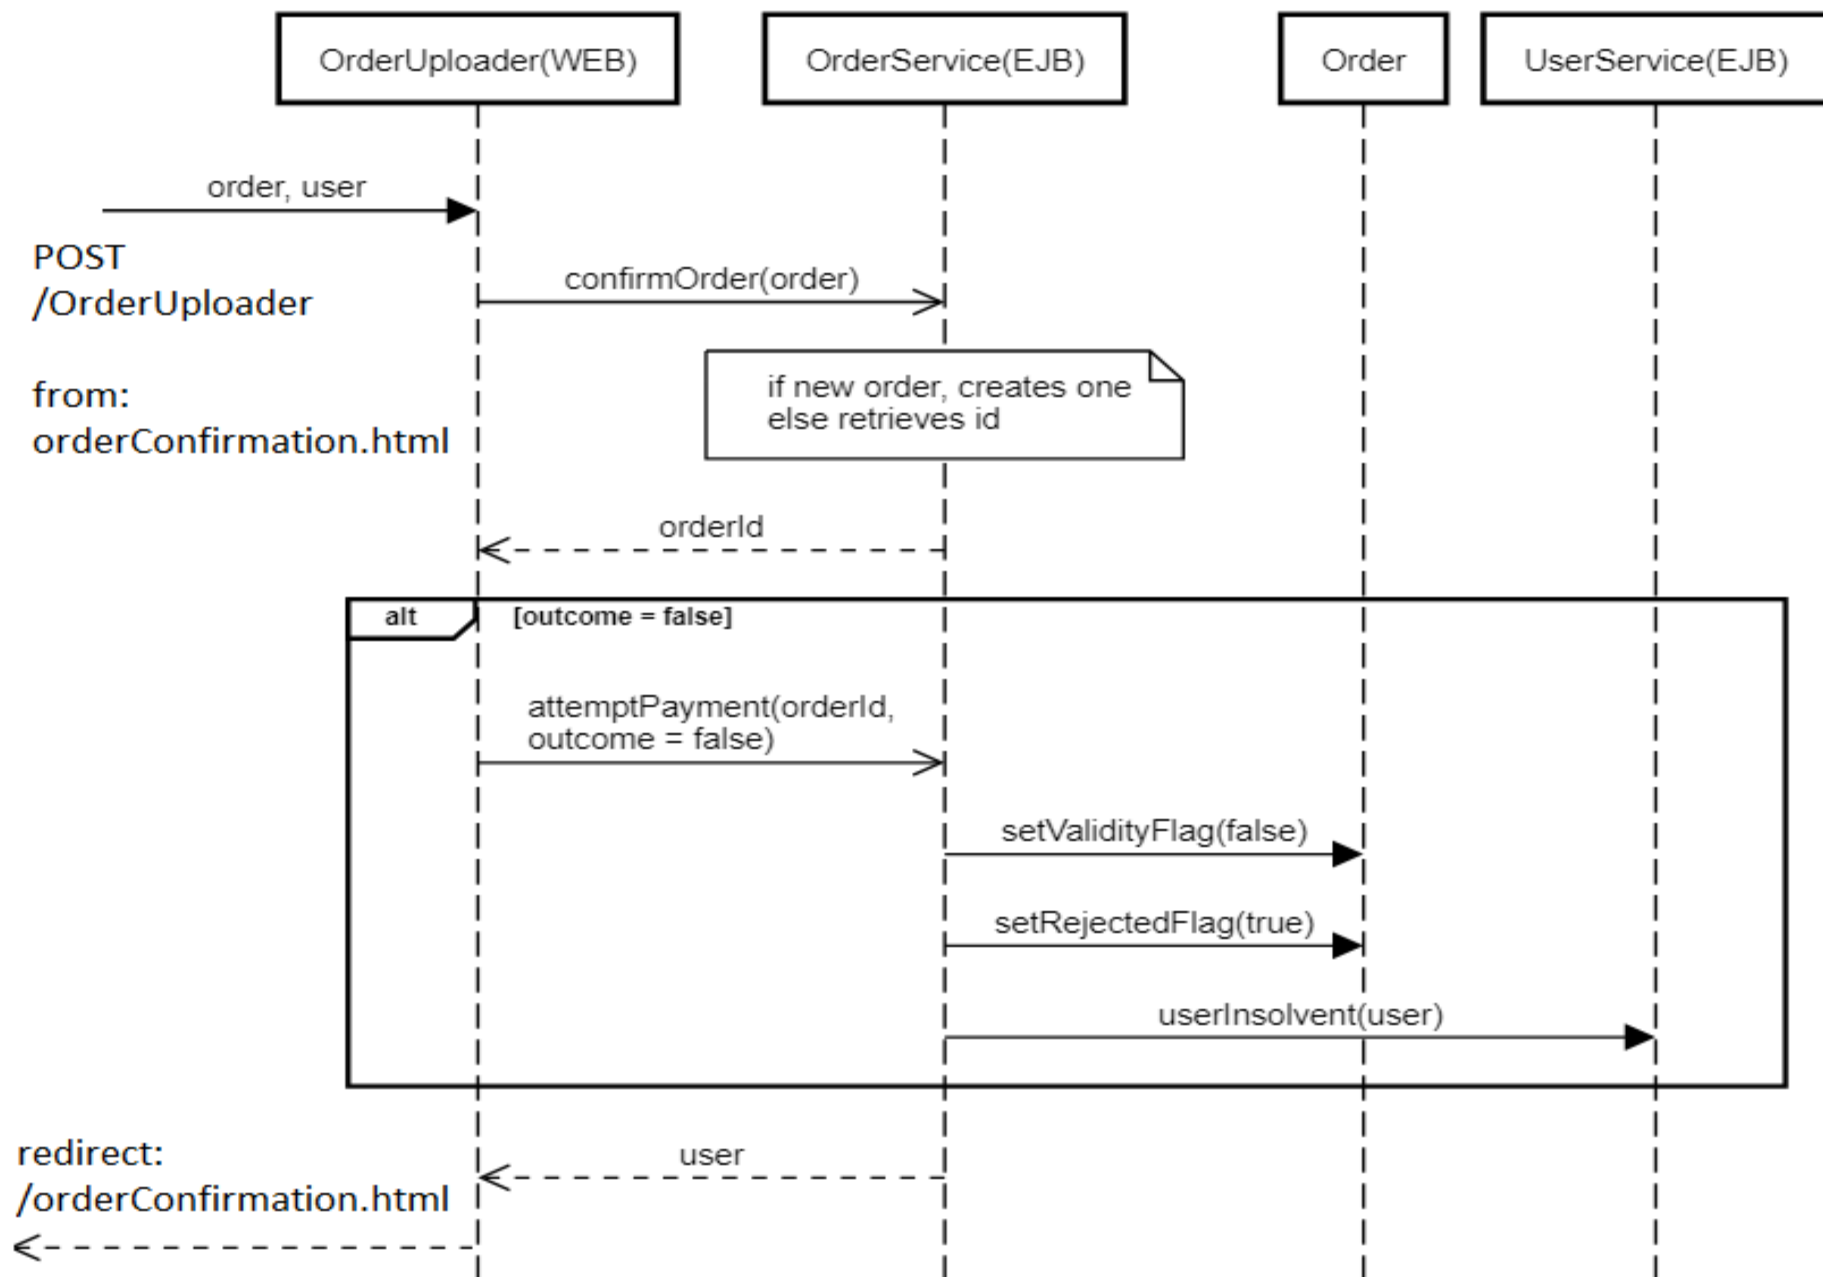 OrderUploader(WEB)
OrderService(EJB)
Order
UserService(EJB)
order, user
POST
/OrderUploader
from:
orderConfirmation.html
confirmOrder(order)
if new order, creates one
else retrieves id
orderId
alt
[outcome = false]
attemptPayment(orderId,
outcome = false)
setValidityFlag(false)
setRejectedFlag(true)
userInsolvent(user)
user
redirect:
/orderConfirmation.html